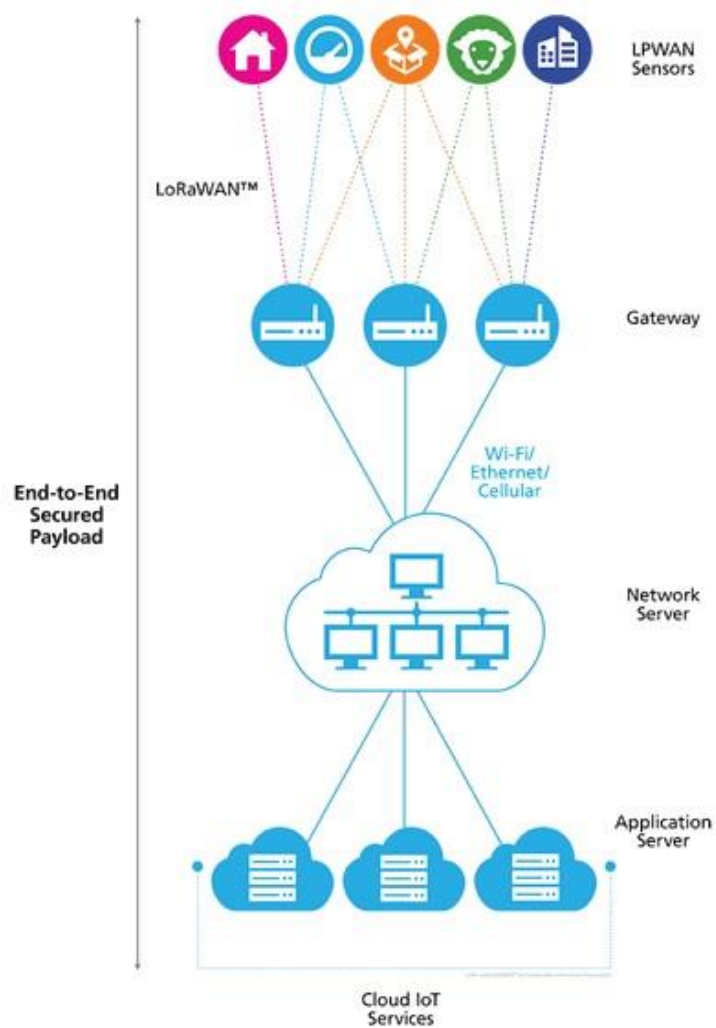 LPWAN
Sensors
LoRaWAN™
Gateway
Wi-Fi/
Ethernet/
Cellular
End-to-End
Secured
Payload
Network
Server
Application
Server
Cloud IoT
Services